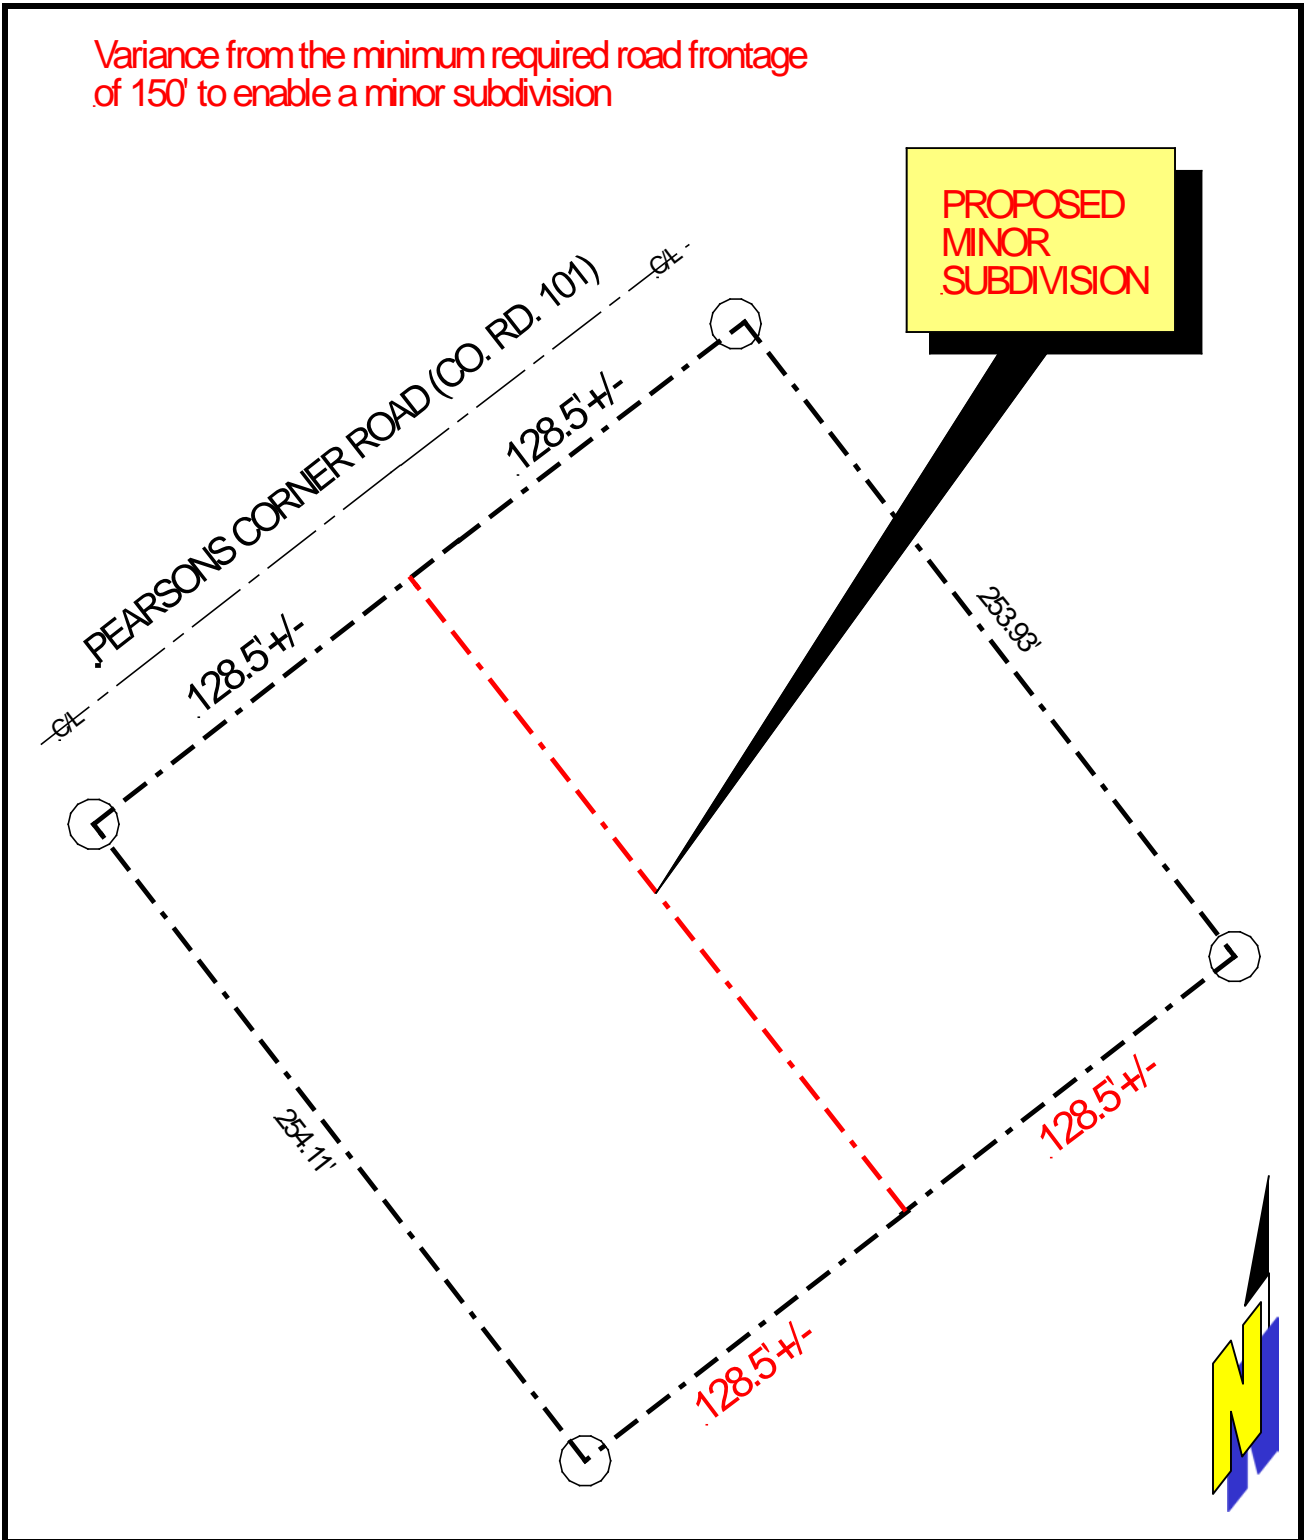 Variance from the minimum required road frontage
of 150' to enable a minor subdivision
PROPOSED
MINOR
SUBDIVISION
C/L
PEARSONS CORNER ROAD (CO. RD. 101)
128.5'+/-
253.93'
128.5'+/-
C/L
254.11'
128.5'+/-
128.5'+/-
N